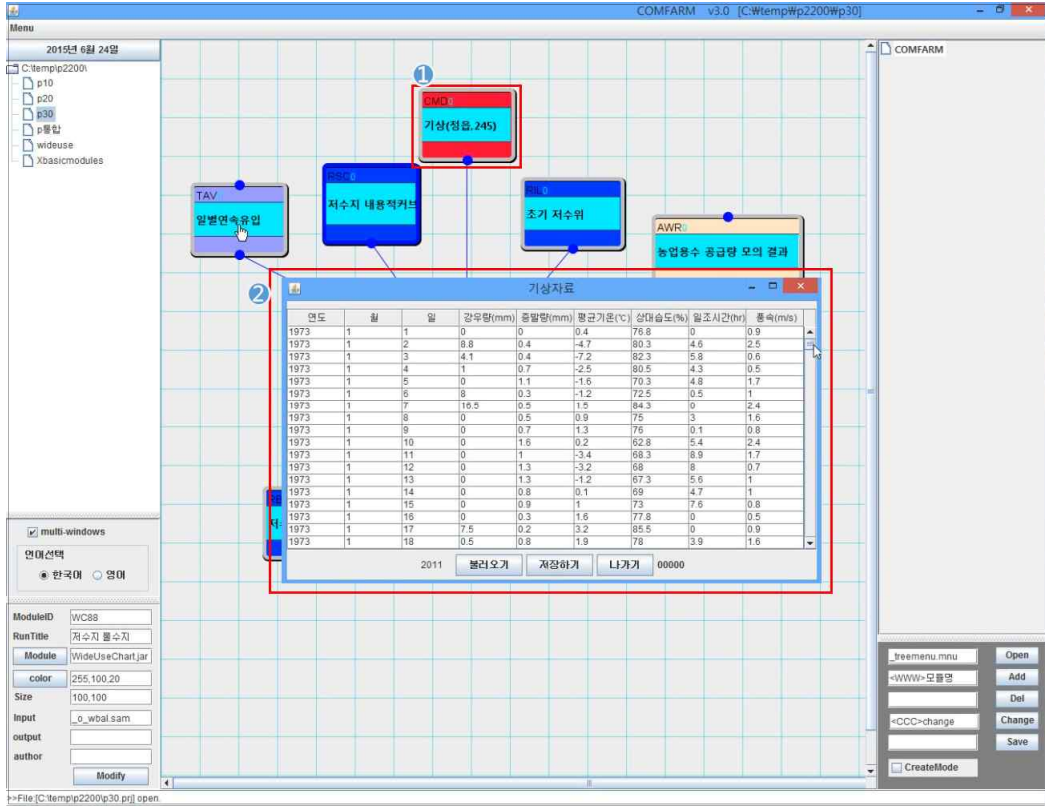 COMFARM v3.0 [C:₩temp₩p2200₩p30]
Menu
2015년 6월 24일
C:\temp\p2200\
p10
p20
p30
p통합
wideuse
Xbasicmodules
COMFARM
1
CMD0
기상(정읍,245)
TAV
일별연속유입
RSC0
저수지 내용적커브
RIL0
초기 저수위
AWR0
농업용수 공급량 모의 결과
2
기상자료
연도 월 일 강우량(mm) 증발량(mm) 평균기온(℃) 상대습도(%) 일조시간(hr) 풍속(m/s)
1973 1 1 0 0 0.4 76.8 0 0.9
1973 1 2 8.8 0.4 -4.7 80.3 4.6 2.5
1973 1 3 4.1 0.4 -7.2 82.3 5.8 0.6
1973 1 4 1 0.7 -2.5 80.5 4.3 0.5
1973 1 5 0 1.1 -1.6 70.3 4.8 1.7
1973 1 6 8 0.3 -1.2 72.5 0.5 1
1973 1 7 16.5 0.5 1.5 84.3 0 2.4
1973 1 8 0 0.5 0.9 75 3 1.6
1973 1 9 0 0.7 1.3 76 0.1 0.8
1973 1 10 0 1.6 0.2 62.8 5.4 2.4
1973 1 11 0 1 -3.4 68.3 8.9 1.7
1973 1 12 0 1.3 -3.2 68 8 0.7
1973 1 13 0 1.3 -1.2 67.3 5.6 1
1973 1 14 0 0.8 0.1 69 4.7 1
1973 1 15 0 0.9 1 73 7.6 0.8
1973 1 16 0 0.3 1.6 77.8 0 0.5
1973 1 17 7.5 0.2 3.2 85.5 0 0.9
1973 1 18 0.5 0.8 1.9 78 3.9 1.6
2011 불러오기 저장하기 나가기 00000
multi-windows
언어선택
한국어 영어
ModuleID WC88
RunTitle 저수지 물수지
Module WideUseChart.jar
color 255,100,20
Size 100,100
Input _o_wbal.sam
output
author
Modify
_treemenu.mnu Open
<WWW>모듈명 Add
Del
<CCC>change Change
Save
CreateMode
>>File:[C:\temp\p2200\p30.prj] open.